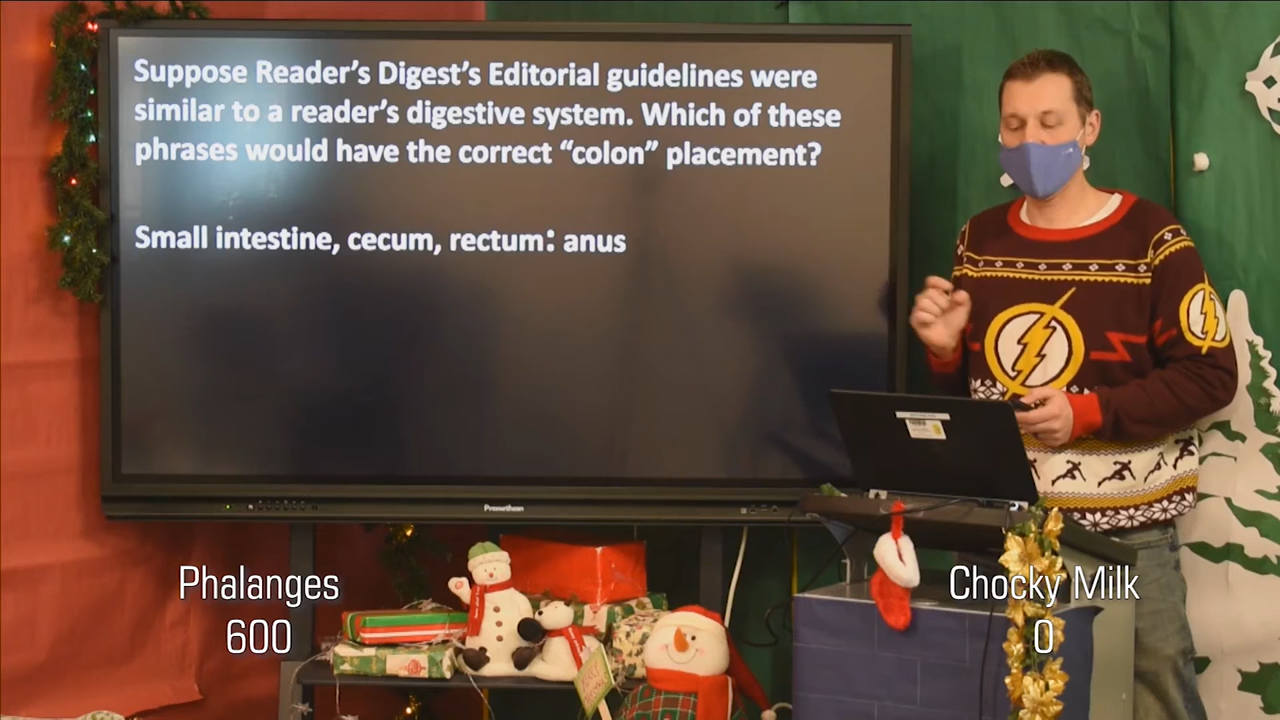 Suppose Reader's Digest's Editorial guidelines were
similar to a reader's digestive system. Which of these
phrases would have the correct “colon” placement?
Small intestine, cecum, rectum: anus
Promethean
Phalanges
600
Chocky Milk
0